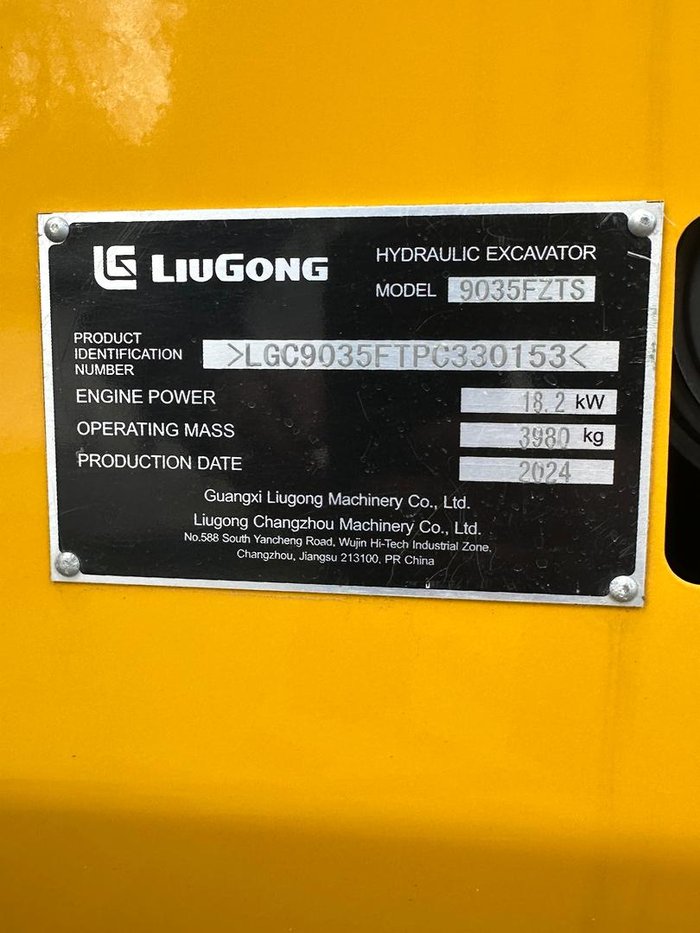 LIUGONG
HYDRAULIC EXCAVATOR
MODEL 9035FZTS
PRODUCT
IDENTIFICATION
NUMBER
>LGC9035FTPC330153<
ENGINE POWER 18.2 kW
OPERATING MASS 3980 kg
PRODUCTION DATE 2024
Guangxi Liugong Machinery Co., Ltd.
Liugong Changzhou Machinery Co., Ltd.
No.588 South Yancheng Road, Wujin Hi-Tech Industrial Zone.
Changzhou, Jiangsu 213100. PR China